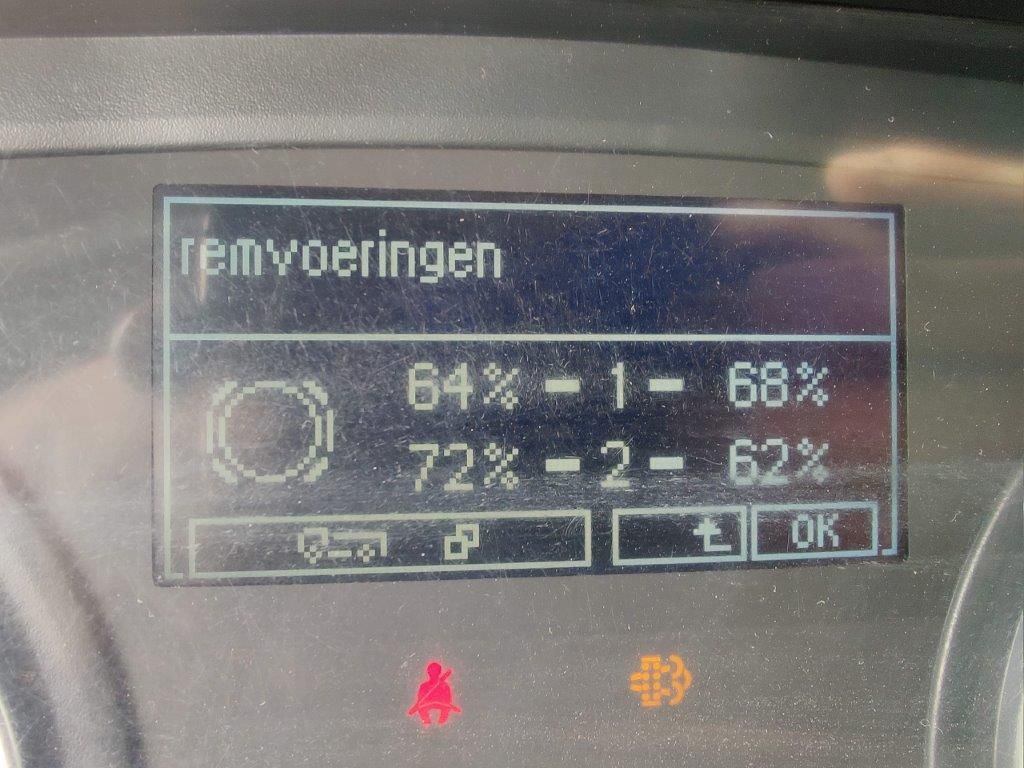 remvoeringen
64% - 1 - 68%
72% - 2 - 62%
OK